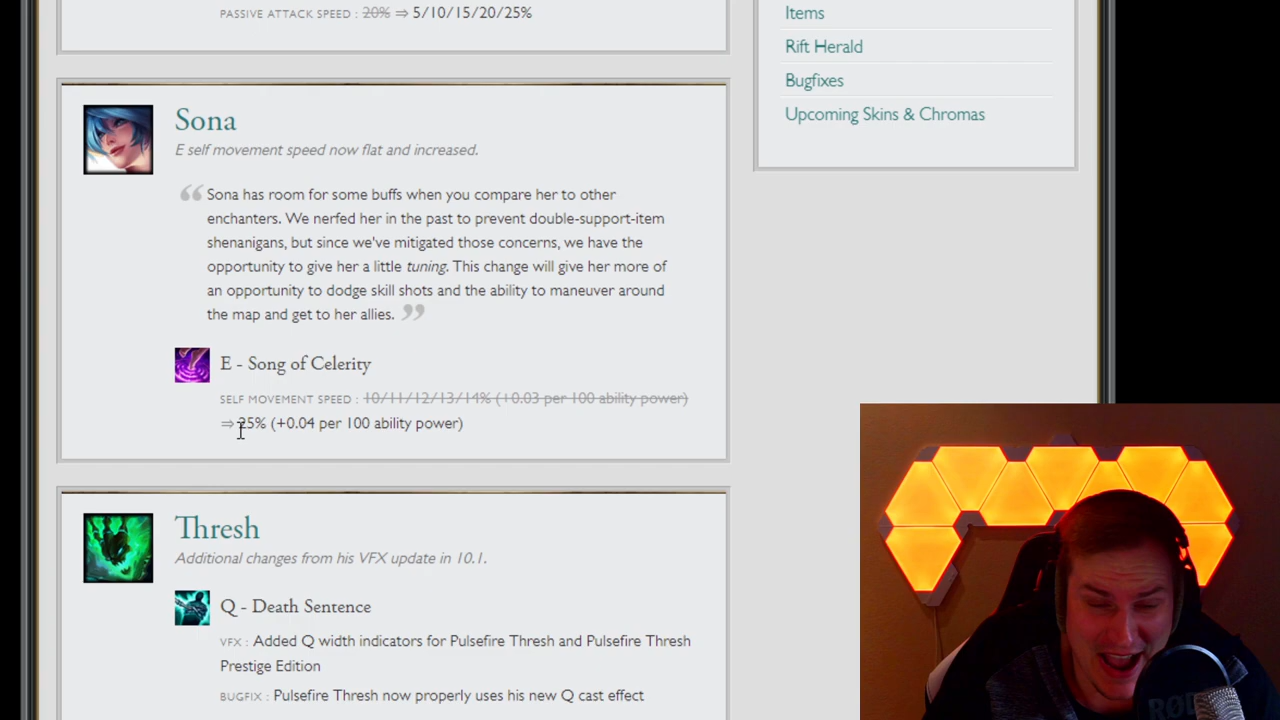 PASSIVE ATTACK SPEED : 20% ⇒ 5/10/15/20/25%
Items
Rift Herald
Bugfixes
Upcoming Skins & Chromas
Sona
E self movement speed now flat and increased.
“ Sona has room for some buffs when you compare her to other
enchanters. We nerfed her in the past to prevent double-support-item
shenanigans, but since we've mitigated those concerns, we have the
opportunity to give her a little tuning. This change will give her more of
an opportunity to dodge skill shots and the ability to maneuver around
the map and get to her allies. ”
E - Song of Celerity
SELF MOVEMENT SPEED : 10/11/12/13/14% (+0.03 per 100 ability power)
⇒ 25% (+0.04 per 100 ability power)
Thresh
Additional changes from his VFX update in 10.1.
Q - Death Sentence
VFX : Added Q width indicators for Pulsefire Thresh and Pulsefire Thresh
Prestige Edition
BUGFIX : Pulsefire Thresh now properly uses his new Q cast effect
RØD